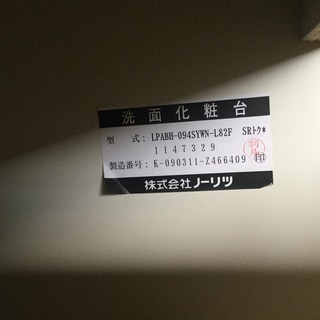 洗面化粧台
型 式: LPABH-094SYWN-L82F SRﾄｸ*
1147329
製造番号; K-090311-Z466409 印
株式会社ノーリツ